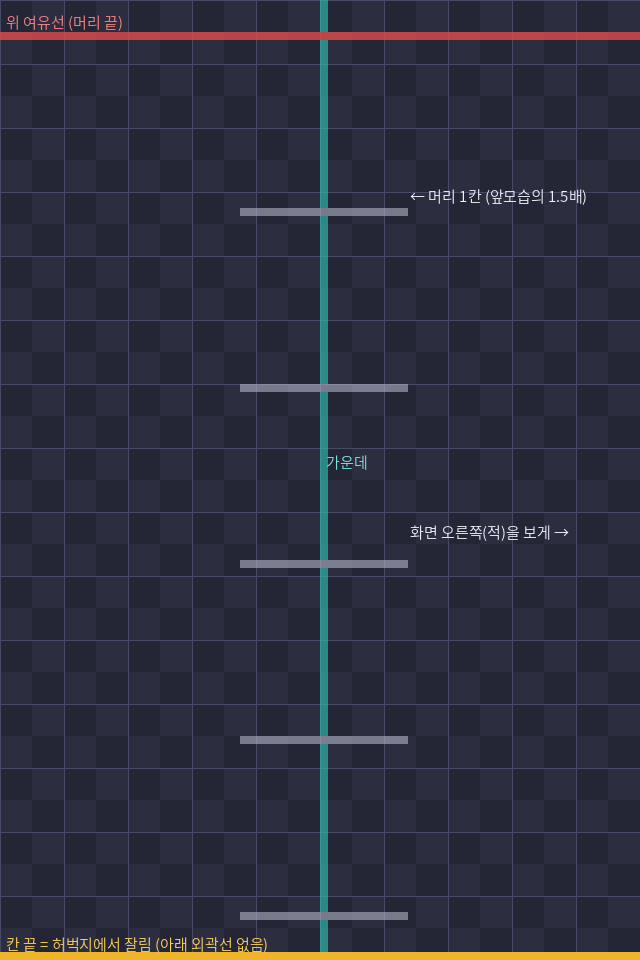 위 여유선 (머리 끝)
← 머리 1칸 (앞모습의 1.5배)
가운데
화면 오른쪽(적)을 보게 →
칸 끝 = 허벅지에서 잘림 (아래 외곽선 없음)